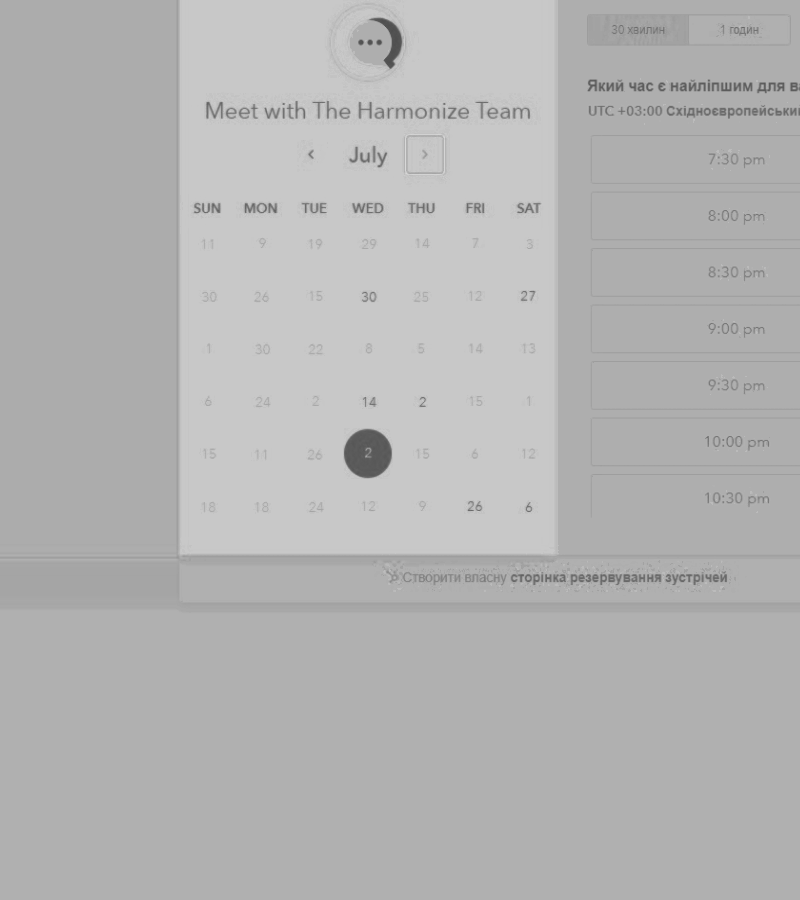 Meet with The Harmonize Team
July
SUN MON TUE WED THU FRI SAT
11 9 19 29 14 7 3
30 26 15 30 25 12 27
1 30 22 8 5 14 13
6 24 2 14 2 15 1
15 11 26 2 15 6 12
18 18 24 12 9 26 6
30 хвилин 1 годин
Який час є найліпшим для
UTC +03:00
7:30 pm
8:00 pm
8:30 pm
9:00 pm
9:30 pm
10:00 pm
10:30 pm
Створити власну сторінка резервування зустрічей